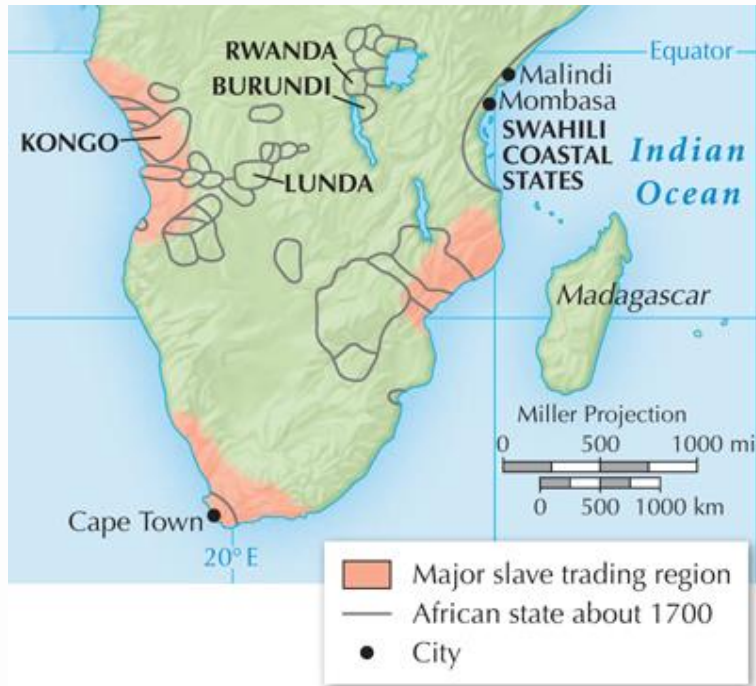 RWANDA
BURUNDI
Equator
Malindi
Mombasa
KONGO
SWAHILI
COASTAL
STATES
Indian
Ocean
LUNDA
Madagascar
Miller Projection
0 500 1000 mi
0 500 1000 km
Cape Town
20° E
Major slave trading region
African state about 1700
City